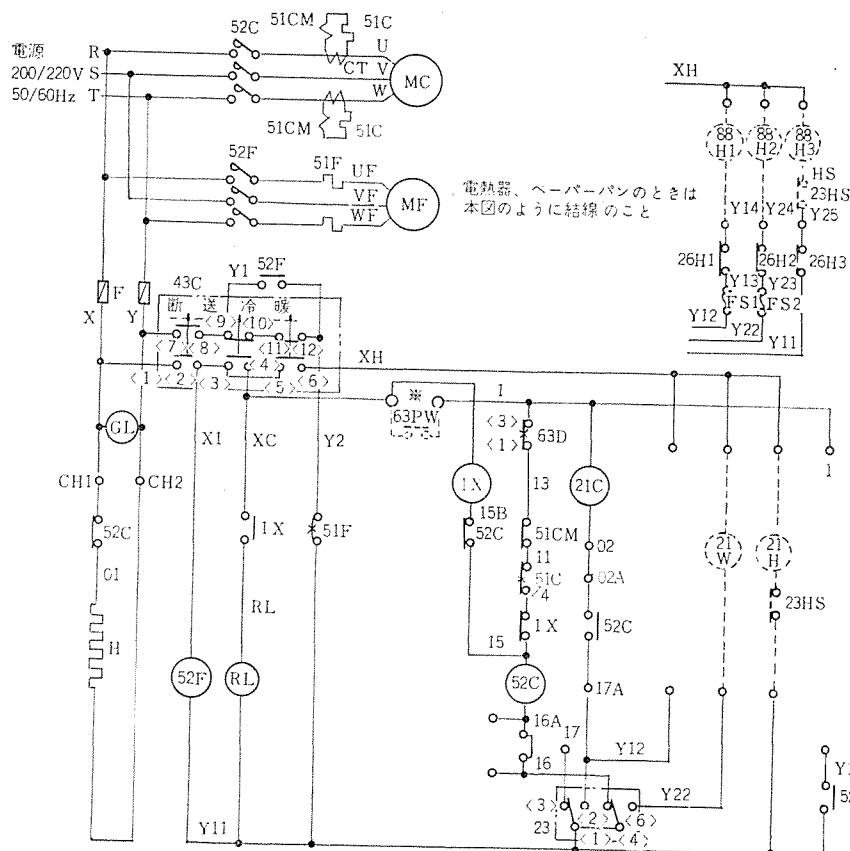 51CM 51C
52C
U
電源 R
CT V
MC
200/220V S
50/60Hz T
W
51CM 51C
52F
51F UF
VF
MF
WF
電熱器、ペーパーパンのときは
本図のように結線のこと
XH
88 H1
88 H2
88 H3
HS
23HS
Y14 Y24 Y25
26H1 26H2 26H3
Y13 Y23
FS1 FS2
Y12 Y22 Y11
52F
Y1
43C
F
断 送 冷 暖
X Y
<9> <10>
<7> <8> <11> <12>
<4>
<1> <2> <3> <5> <6>
XH
※
63PW
1
<3>
<1> 63D
GL
X1 XC Y2
1X
13
21C
1
CH1 CH2
52C
1X
51F
15B
52C
51CM
11
51C
4
02
02A
21 W
21 H
23HS
01
RL
1X
52C
15
H
52F
RL
52C
17A
16A
17
16
Y12
Y22
<3> <2> <6>
23 <1>-<4>
Y11